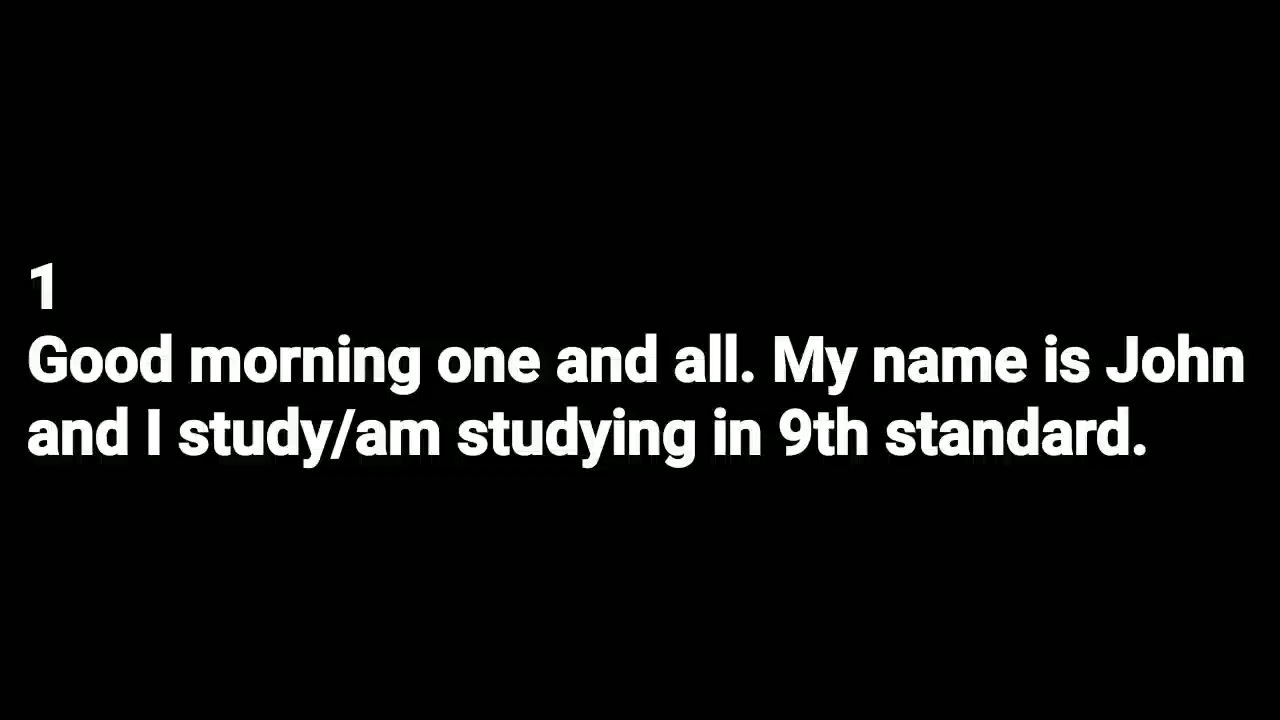 1
Good morning one and all. My name is John
and I study/am studying in 9th standard.